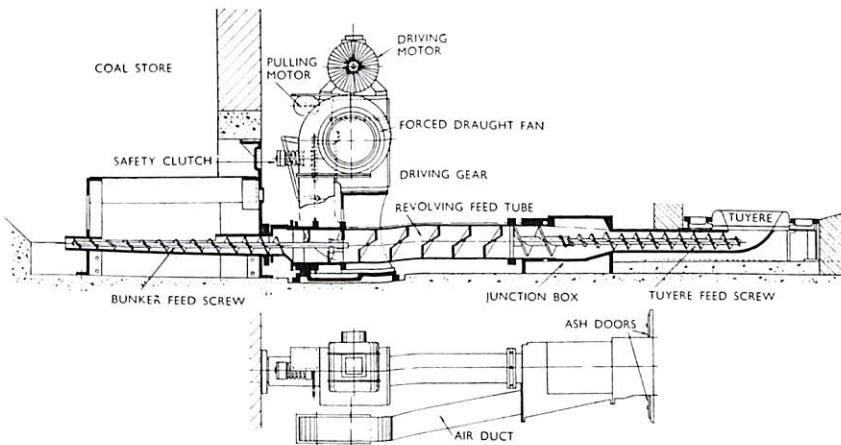 COAL STORE
DRIVING
MOTOR
PULLING
MOTOR
FORCED DRAUGHT FAN
SAFETY CLUTCH
DRIVING GEAR
REVOLVING FEED TUBE
TUYERE
BUNKER FEED SCREW
JUNCTION BOX
TUYERE FEED SCREW
ASH DOORS
AIR DUCT